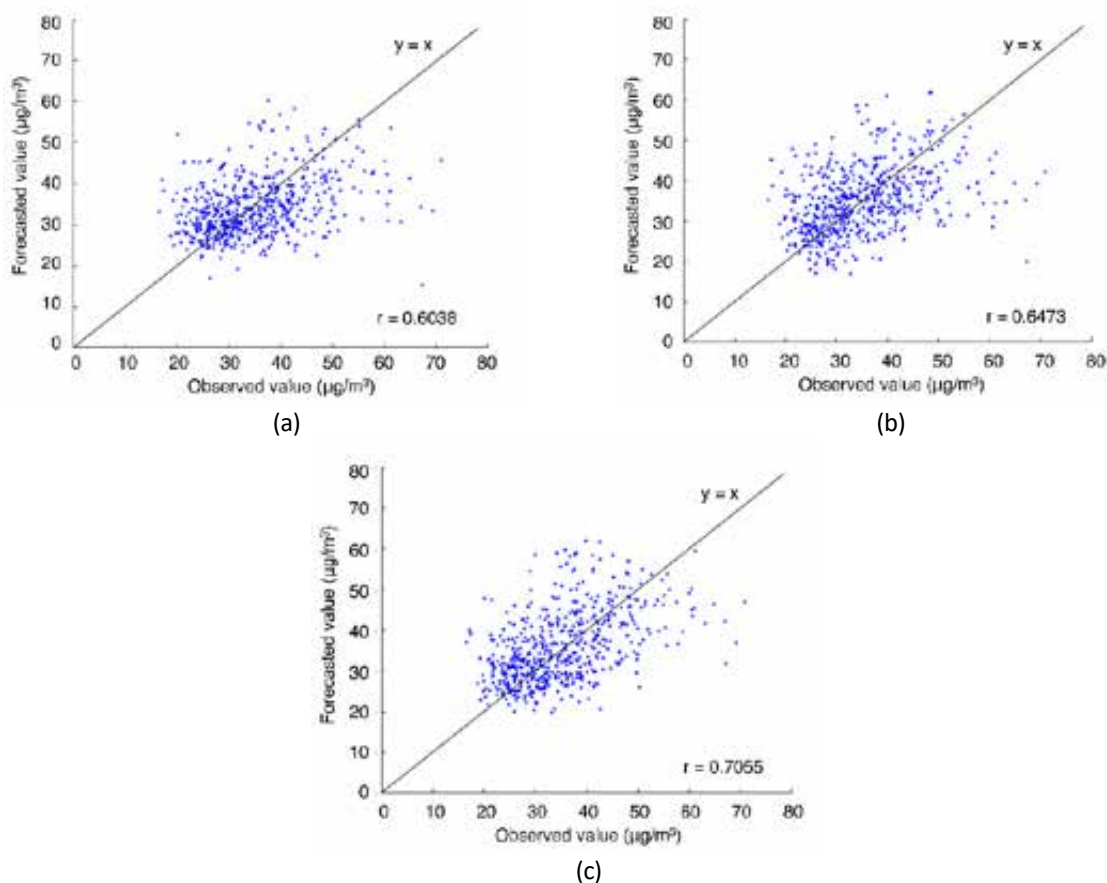 80
70
60
50
40
30
20
10
0
Forecasted value (µg/m³)
y = x
r = 0.6038
0 10 20 30 40 50 60 70 80
Observed value (µg/m³)
(a)
80
70
60
50
40
30
20
10
0
Forecasted value (µg/m³)
y = x
r = 0.6473
0 10 20 30 40 50 60 70 80
Observed value (µg/m³)
(b)
80
70
60
50
40
30
20
10
0
Forecasted value (µg/m³)
y = x
r = 0.7055
0 10 20 30 40 50 60 70 80
Observed value (µg/m³)
(c)